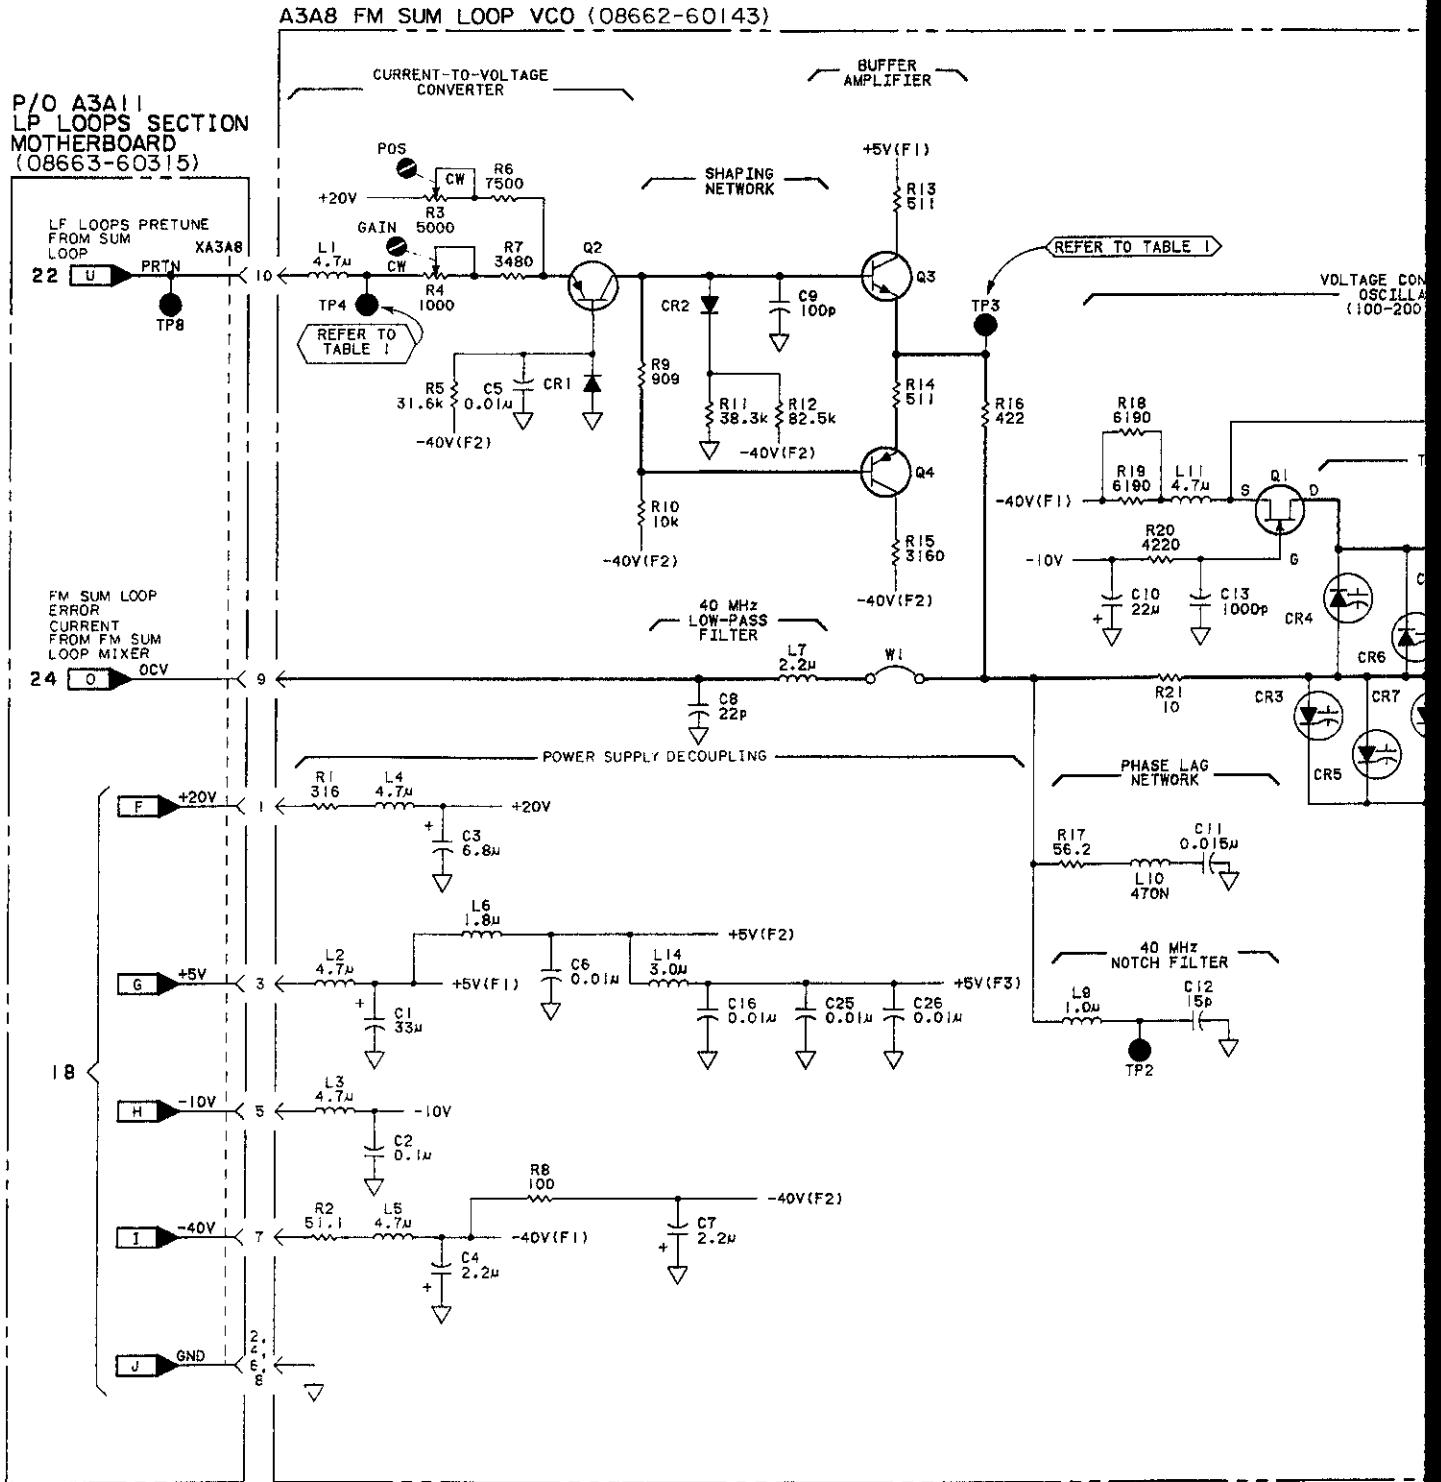 A3A8 FM SUM LOOP VCO (08662-60143)
P/O A3A11
LP LOOPS SECTION
MOTHERBOARD
(08663-60315)
CURRENT-TO-VOLTAGE
CONVERTER
BUFFER
AMPLIFIER
SHAPING
NETWORK
POS
CW
R6
7500
+20V
R3
5000
GAIN
CW
R4
1000
R7
3480
LF LOOPS PRETUNE
FROM SUM
LOOP
XA3A8
22 U PRTN
TP8
10
L1
4.7µ
TP4
REFER TO
TABLE 1
Q2
R5
31.6k
C5
0.01µ
CR1
-40V(F2)
CR2
C9
100p
R9
909
R11
38.3k
R12
82.5k
-40V(F2)
R10
10k
-40V(F2)
+5V(F1)
R13
511
Q3
R14
511
Q4
R15
3160
-40V(F2)
REFER TO TABLE 1
TP3
R16
422
VOLTAGE CON
OSCILLA
(100-200
R18
6190
R19
6190
L11
4.7µ
-40V(F1)
S
Q1
D
G
T
R20
4220
-10V
C10
22µ
+
C13
1000p
CR4
C
CR6
R21
10
CR3
CR7
CR5
FM SUM LOOP
ERROR
CURRENT
FROM FM SUM
LOOP MIXER
24 O OCV
9
40 MHz
LOW-PASS
FILTER
L7
2.2µ
W1
C8
22p
POWER SUPPLY DECOUPLING
F +20V
1
R1
316
L4
4.7µ
+20V
+
C3
6.8µ
PHASE LAG
NETWORK
R17
56.2
L10
470N
C11
0.015µ
L6
1.8µ
+5V(F2)
G +5V
3
L2
4.7µ
+5V(F1)
+
C1
33µ
C6
0.01µ
L14
3.0µ
+5V(F3)
C16
0.01µ
C25
0.01µ
C26
0.01µ
40 MHz
NOTCH FILTER
L9
1.0µ
C12
15p
TP2
18
H -10V
5
L3
4.7µ
-10V
C2
0.1µ
I -40V
7
R2
51.1
L5
4.7µ
-40V(F1)
+
C4
2.2µ
R8
100
-40V(F2)
+
C7
2.2µ
J GND
2,
6,
8